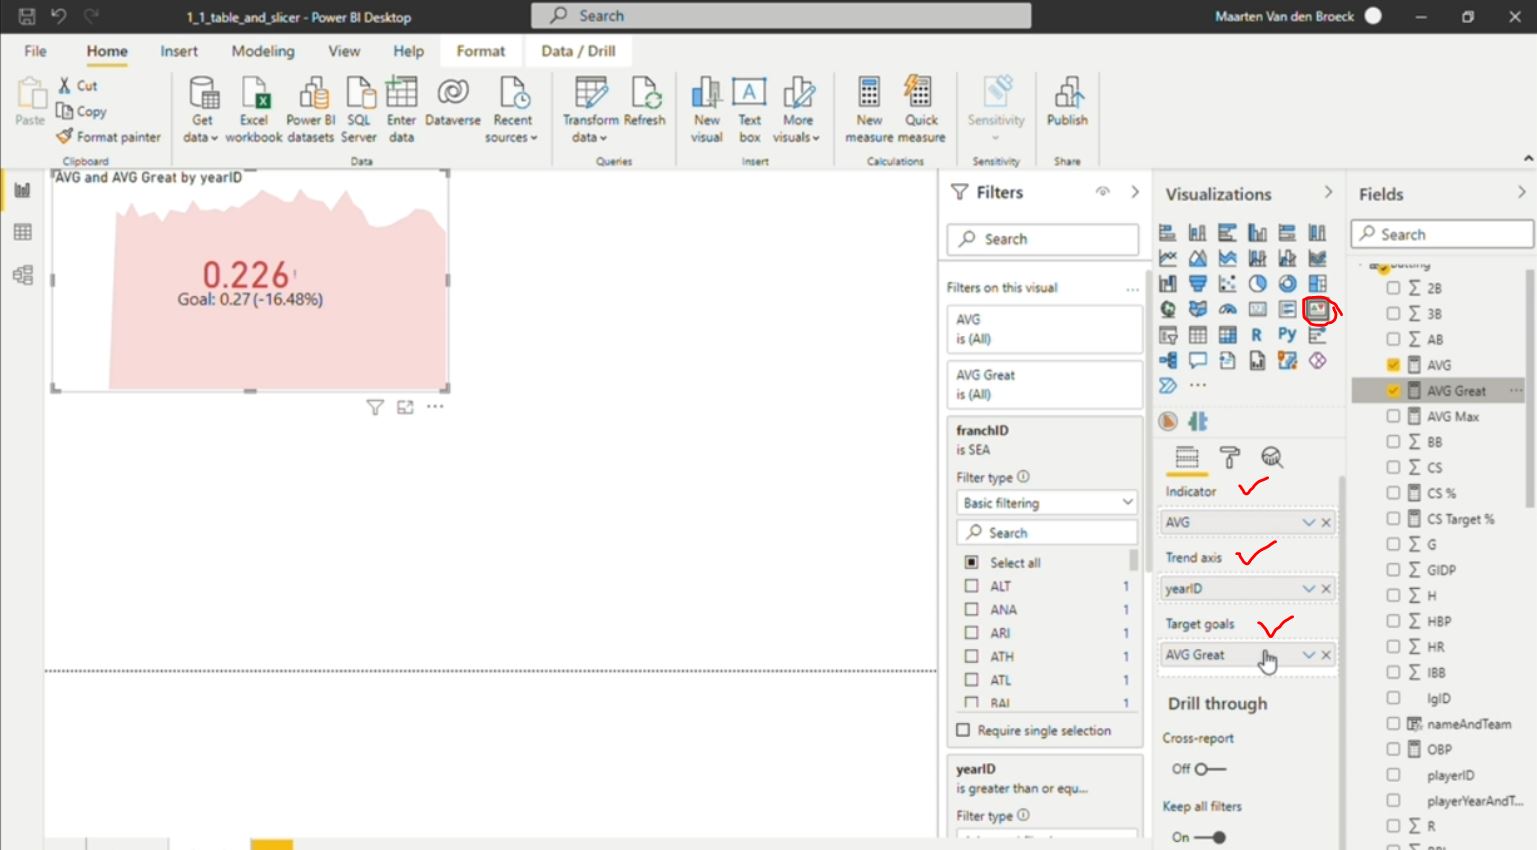 1_1_table_and_slicer - Power BI Desktop
Search
Maarten Van den Broeck
File
Home
Insert
Modeling
View
Help
Format
Data / Drill
Paste
Cut
Copy
Format painter
Clipboard
Get data
Excel workbook
Power BI datasets
SQL Server
Enter data
Dataverse
Recent sources
Data
Transform data
Refresh
Queries
New visual
Text box
More visuals
Insert
New measure
Quick measure
Calculations
Sensitivity
Sensitivity
Publish
Share
AVG and AVG Great by yearID
0.226!
Goal: 0.27 (-16.48%)
Filters
Search
Filters on this visual
AVG
is (All)
AVG Great
is (All)
franchID
is SEA
Filter type
Basic filtering
Search
Select all
ALT 1
ANA 1
ARI 1
ATH 1
ATL 1
BAL 1
Require single selection
yearID
is greater than or equ...
Filter type
Visualizations
R
Py
Indicator
AVG
Trend axis
yearID
Target goals
AVG Great
Drill through
Cross-report
Off
Keep all filters
On
Fields
Search
Batting
2B
3B
AB
AVG
AVG Great
AVG Max
BB
CS
CS %
CS Target %
G
GIDP
H
HBP
HR
IBB
lgID
nameAndTeam
OBP
playerID
playerYearAndT...
R